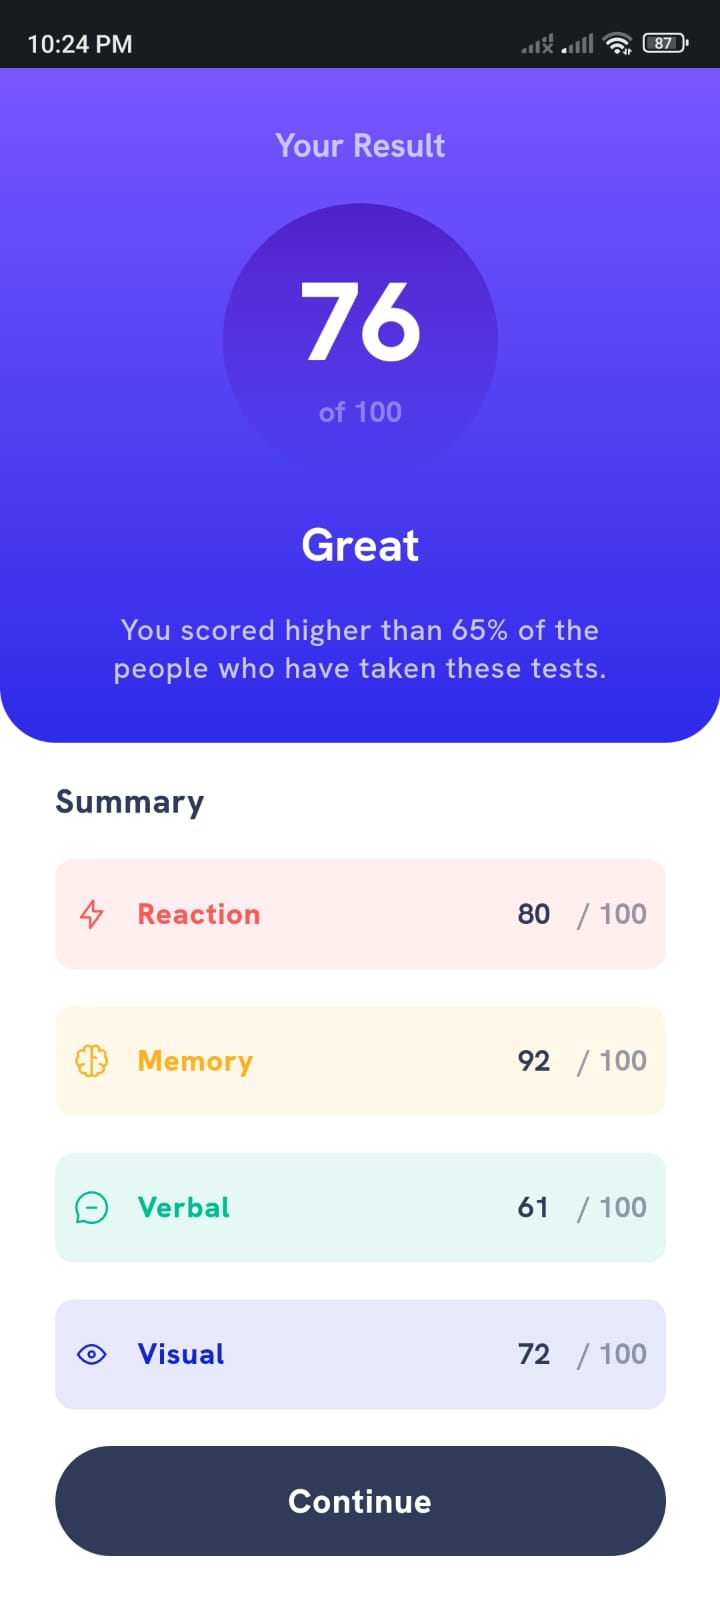 10:24 PM 87
Your Result
76
of 100
Great
You scored higher than 65% of the
people who have taken these tests.
Summary
Reaction 80 / 100
Memory 92 / 100
Verbal 61 / 100
Visual 72 / 100
Continue